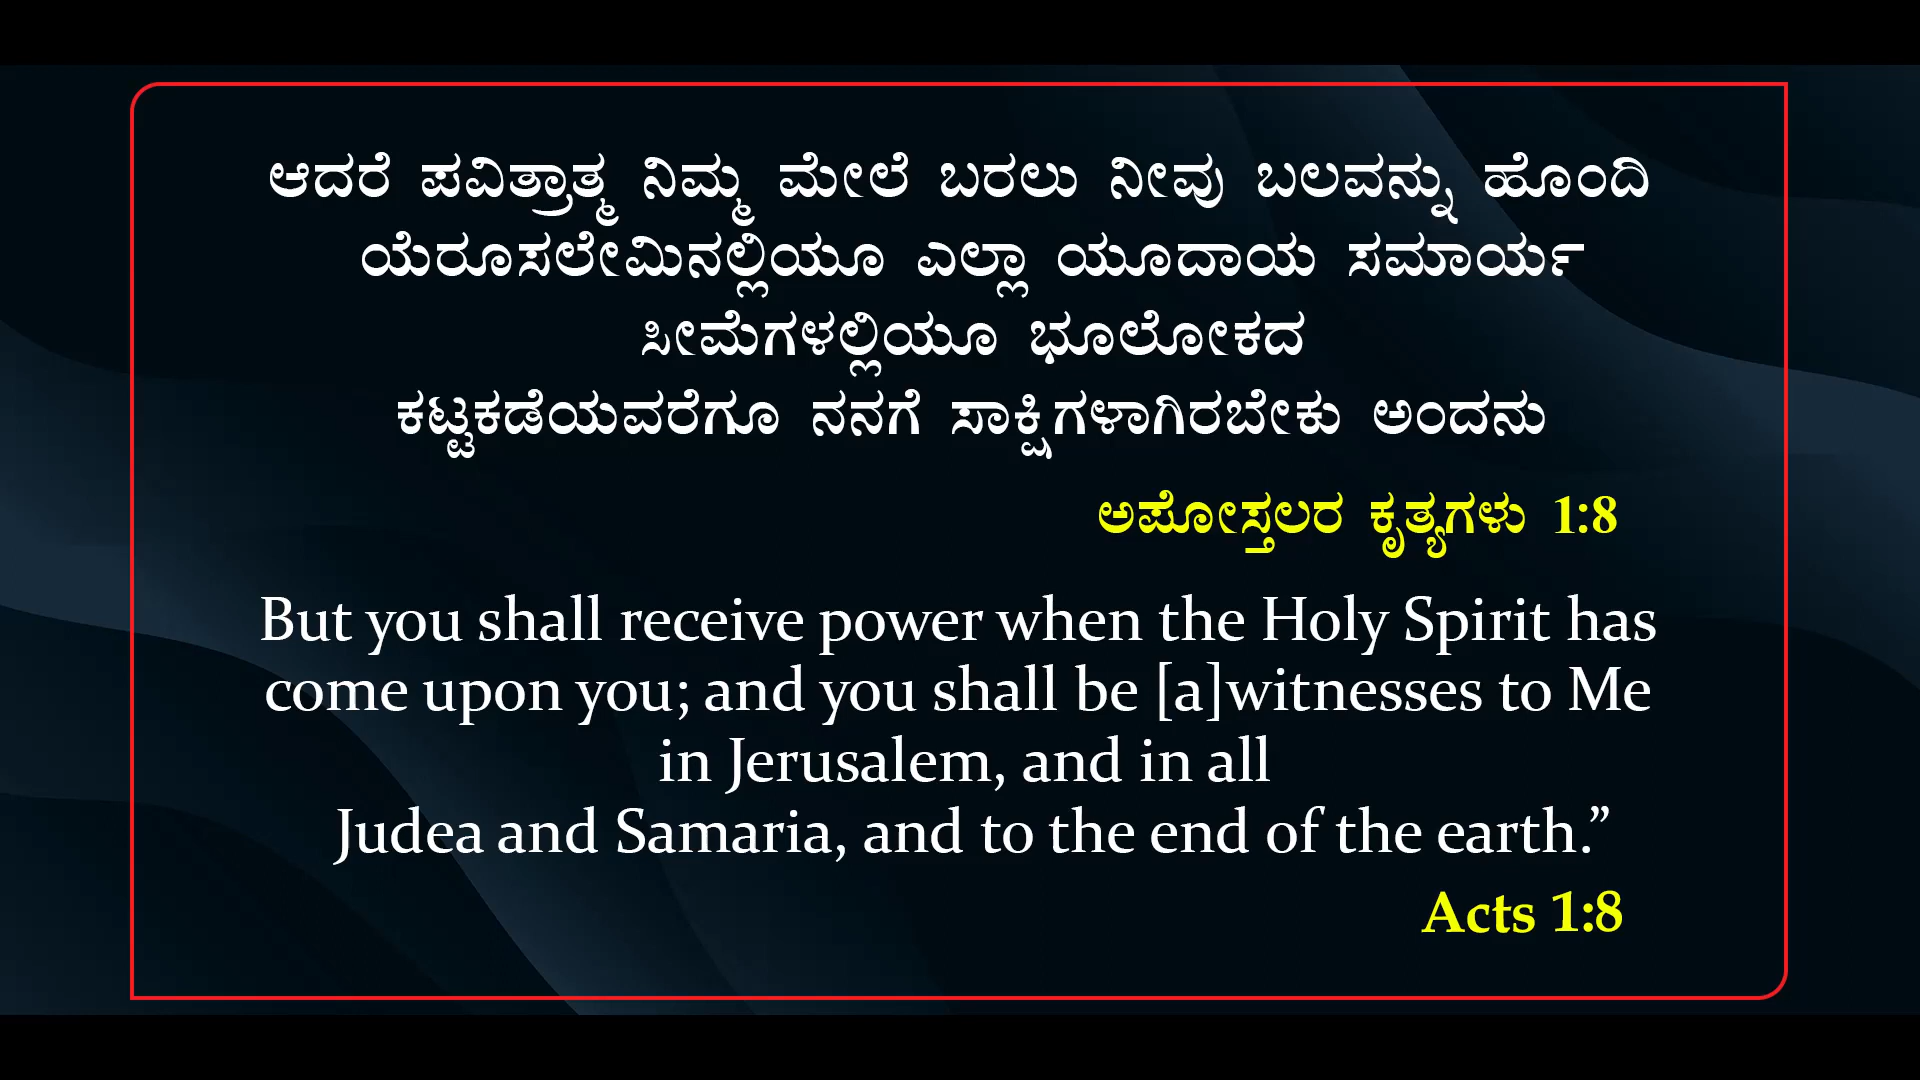 ಆದರೆ ಪವಿತ್ರಾತ್ಮ ನಿಮ್ಮ ಮೇಲೆ ಬರಲು ನೀವು ಬಲವನ್ನು ಹೊಂದಿ
ಯೆರೂಸಲೇಮಿನಲ್ಲಿಯೂ ಎಲ್ಲಾ ಯೂದಾಯ ಸಮಾರ್ಯ
ಸೀಮೆಗಳಲ್ಲಿಯೂ ಭೂಲೋಕದ
ಕಟ್ಟಕಡೆಯವರೆಗೂ ನನಗೆ ಸಾಕ್ಷಿಗಳಾಗಿರಬೇಕು ಅಂದನು
ಅಪೋಸ್ತಲರ ಕೃತ್ಯಗಳು 1:8
But you shall receive power when the Holy Spirit has
come upon you; and you shall be [a]witnesses to Me
in Jerusalem, and in all
Judea and Samaria, and to the end of the earth.”
Acts 1:8